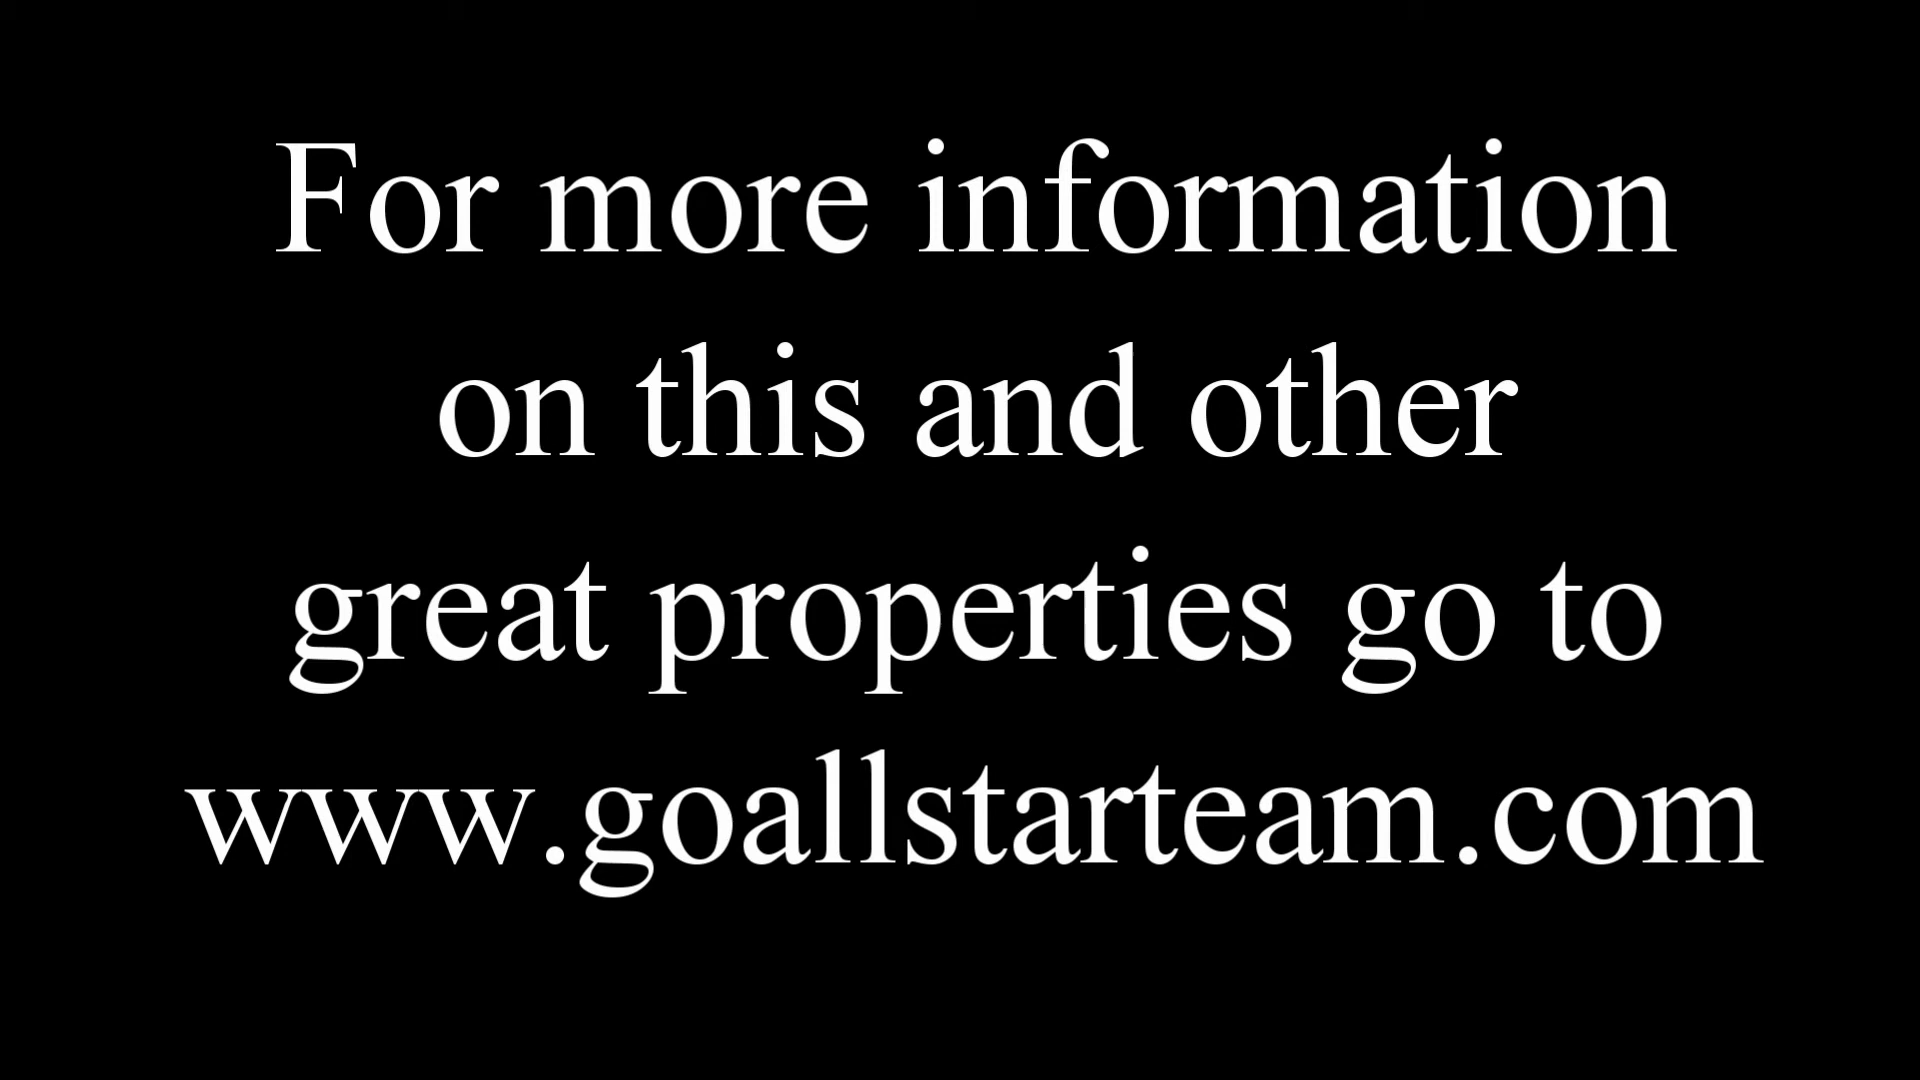 For more information
on this and other
great properties go to
www.goallstarteam.com